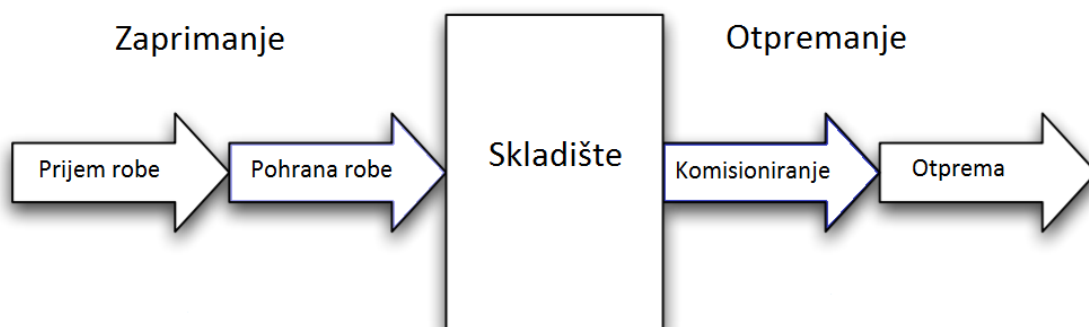 Zaprimanje
Otpremanje
Prijem robe
Pohrana robe
Skladište
Komisioniranje
Otprema